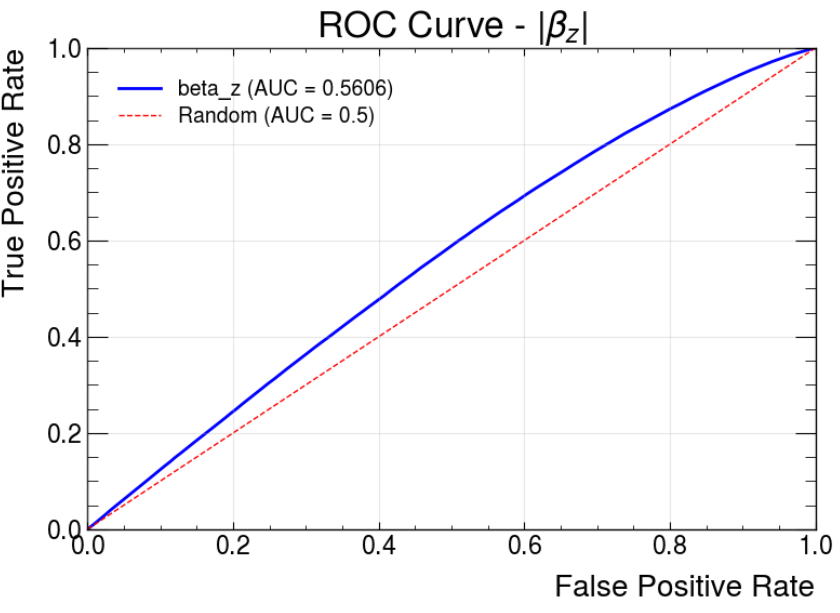 ROC Curve - |β_z|
True Positive Rate
1.0
0.8
0.6
0.4
0.2
0.0
beta_z (AUC = 0.5606)
Random (AUC = 0.5)
0.0 0.2 0.4 0.6 0.8 1.0
False Positive Rate